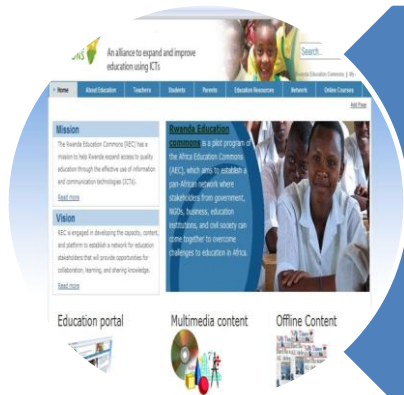 An alliance to expand and improve
education using ICTs
Search...
Rwanda Education Commons | My
Home About Education Teachers Students Parents Education Resources Network Online Courses
Add Page
Mission
The Rwanda Education Commons (REC) has a
mission to help Rwanda expand access to quality
education through the effective use of information
and communication technologies (ICTs).
Read more
Vision
REC is engaged in developing the capacity, content,
and platform to establish a network for education
stakeholders that will provide opportunities for
collaboration, learning, and sharing knowledge.
Read more
Rwanda Education
commons is a pilot program of
the Africa Education Commons
(AEC), which aims to establish a
pan-African network where
stakeholders from government,
NGOs, business, education
institutions, and civil society can
come together to overcome
challenges to education in Africa.
Education portal
Multimedia content
Offline Content